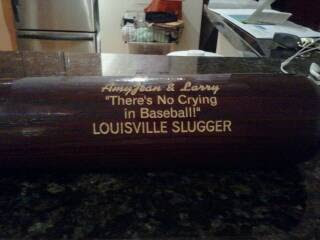 AmyJean & Larry
"There's No Crying
in Baseball!"
LOUISVILLE SLUGGER